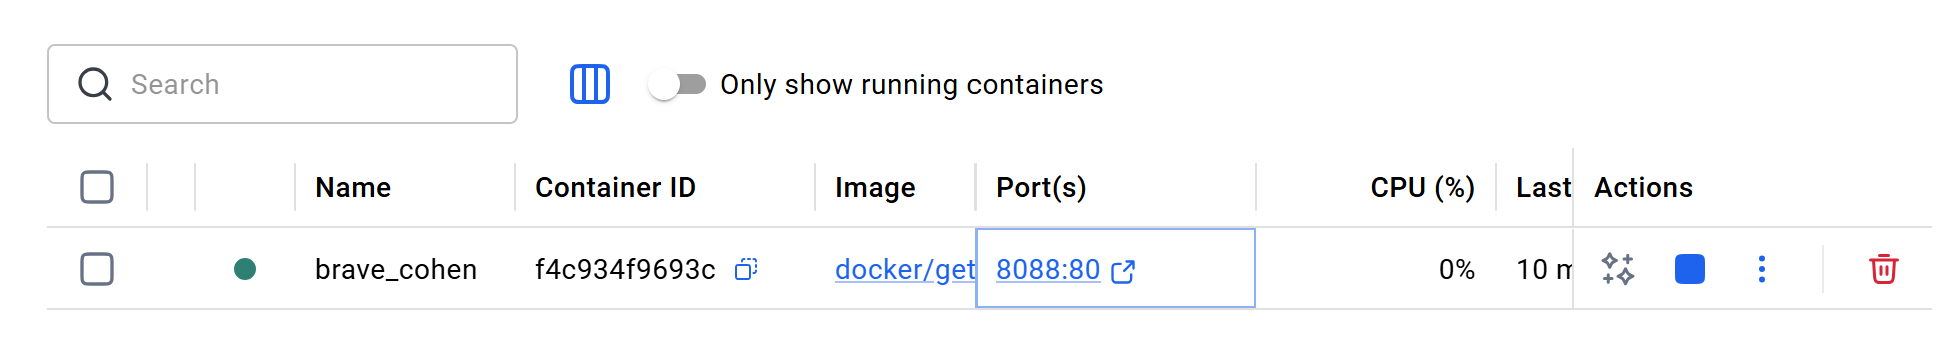 Search Only show running containers
Name Container ID Image Port(s) CPU (%) Last Actions
brave_cohen f4c934f9693c docker/get 8088:80 0% 10 m